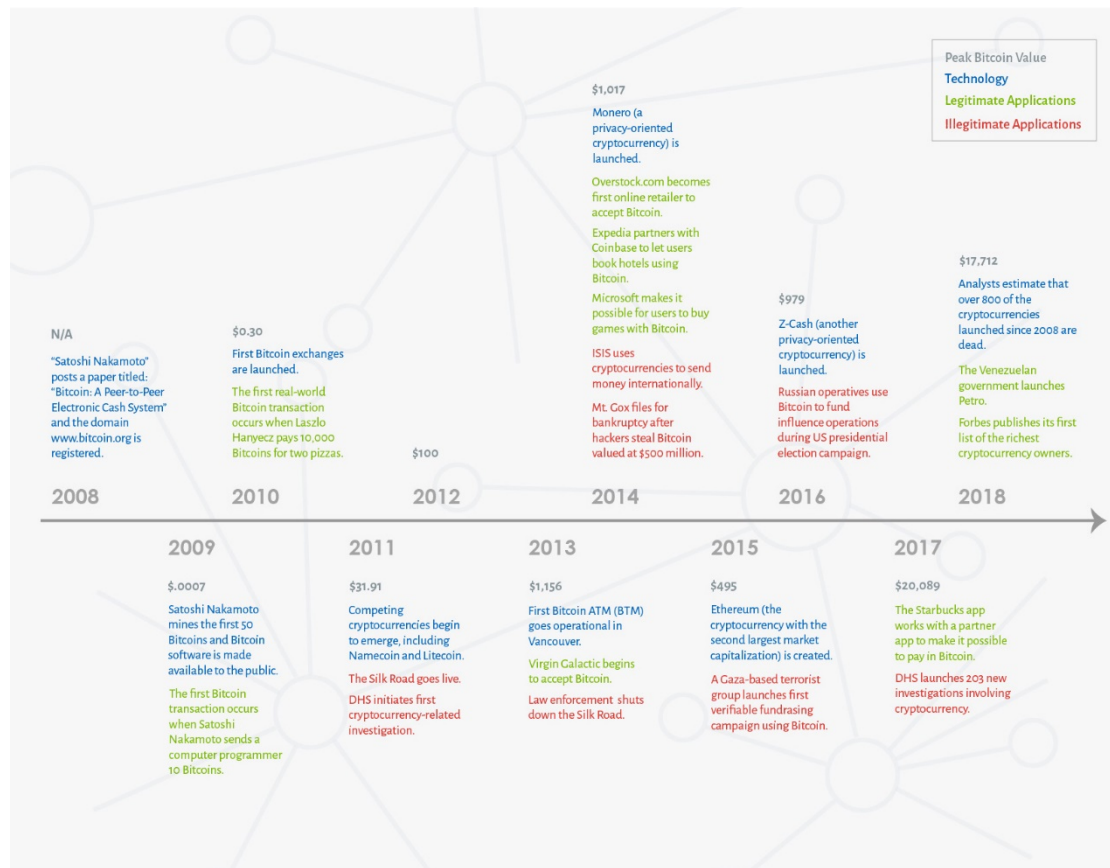 Peak Bitcoin Value
Technology
Legitimate Applications
Illegitimate Applications
N/A
“Satoshi Nakamoto”
posts a paper titled:
“Bitcoin: A Peer-to-Peer
Electronic Cash System”
and the domain
www.bitcoin.org is
registered.
2008
$.0007
Satoshi Nakamoto
mines the first 50
Bitcoins and Bitcoin
software is made
available to the public.
The first Bitcoin
transaction occurs
when Satoshi
Nakamoto sends a
computer programmer
10 Bitcoins.
2009
$0.30
First Bitcoin exchanges
are launched.
The first real-world
Bitcoin transaction
occurs when Laszlo
Hanyecz pays 10,000
Bitcoins for two pizzas.
2010
2011
$31.91
Competing
cryptocurrencies begin
to emerge, including
Namecoin and Litecoin.
The Silk Road goes live.
DHS initiates first
cryptocurrency-related
investigation.
$100
2012
2013
$1,156
First Bitcoin ATM (BTM)
goes operational in
Vancouver.
Virgin Galactic begins
to accept Bitcoin.
Law enforcement shuts
down the Silk Road.
$1,017
Monero (a
privacy-oriented
cryptocurrency) is
launched.
Overstock.com becomes
first online retailer to
accept Bitcoin.
Expedia partners with
Coinbase to let users
book hotels using
Bitcoin.
Microsoft makes it
possible for users to buy
games with Bitcoin.
ISIS uses
cryptocurrencies to send
money internationally.
Mt. Gox files for
bankruptcy after
hackers steal Bitcoin
valued at $500 million.
2014
2015
$495
Ethereum (the
cryptocurrency with the
second largest market
capitalization) is created.
A Gaza-based terrorist
group launches first
verifiable fundrasing
campaign using Bitcoin.
$979
Z-Cash (another
privacy-oriented
cryptocurrency) is
launched.
Russian operatives use
Bitcoin to fund
influence operations
during US presidential
election campaign.
2016
2017
$20,089
The Starbucks app
works with a partner
app to make it possible
to pay in Bitcoin.
DHS launches 203 new
investigations involving
cryptocurrency.
$17,712
Analysts estimate that
over 800 of the
cryptocurrencies
launched since 2008 are
dead.
The Venezuelan
government launches
Petro.
Forbes publishes its first
list of the richest
cryptocurrency owners.
2018